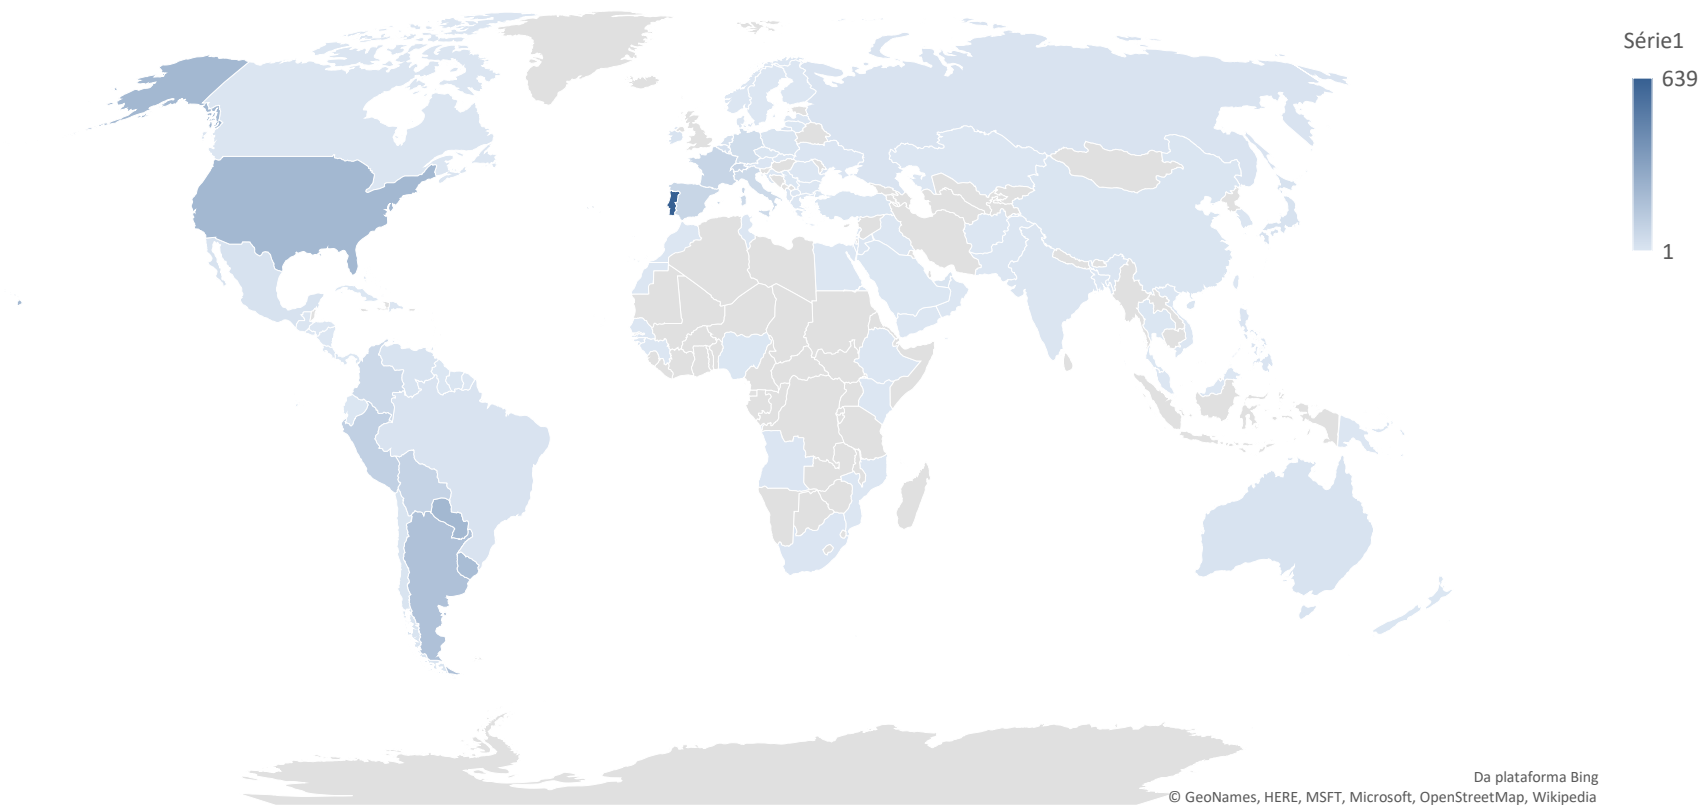 Série1
639
1
Da plataforma Bing
© GeoNames, HERE, MSFT, Microsoft, OpenStreetMap, Wikipedia